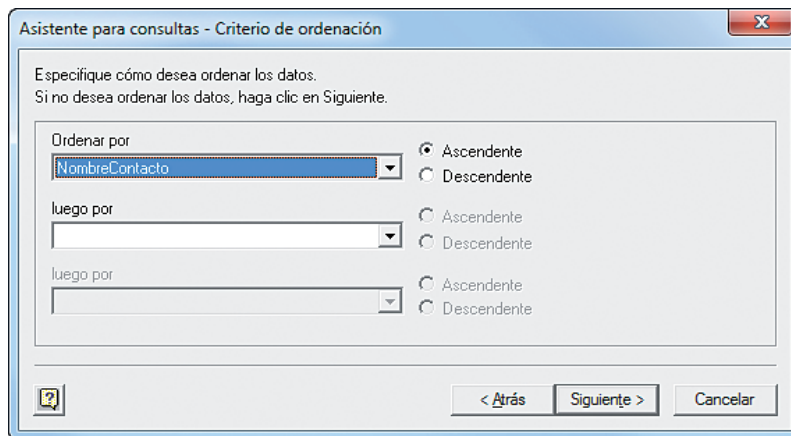 Asistente para consultas - Criterio de ordenación
Especifique cómo desea ordenar los datos.
Si no desea ordenar los datos, haga clic en Siguiente.
Ordenar por
NombreContacto
Ascendente
Descendente
luego por
Ascendente
Descendente
luego por
Ascendente
Descendente
< Atrás
Siguiente >
Cancelar